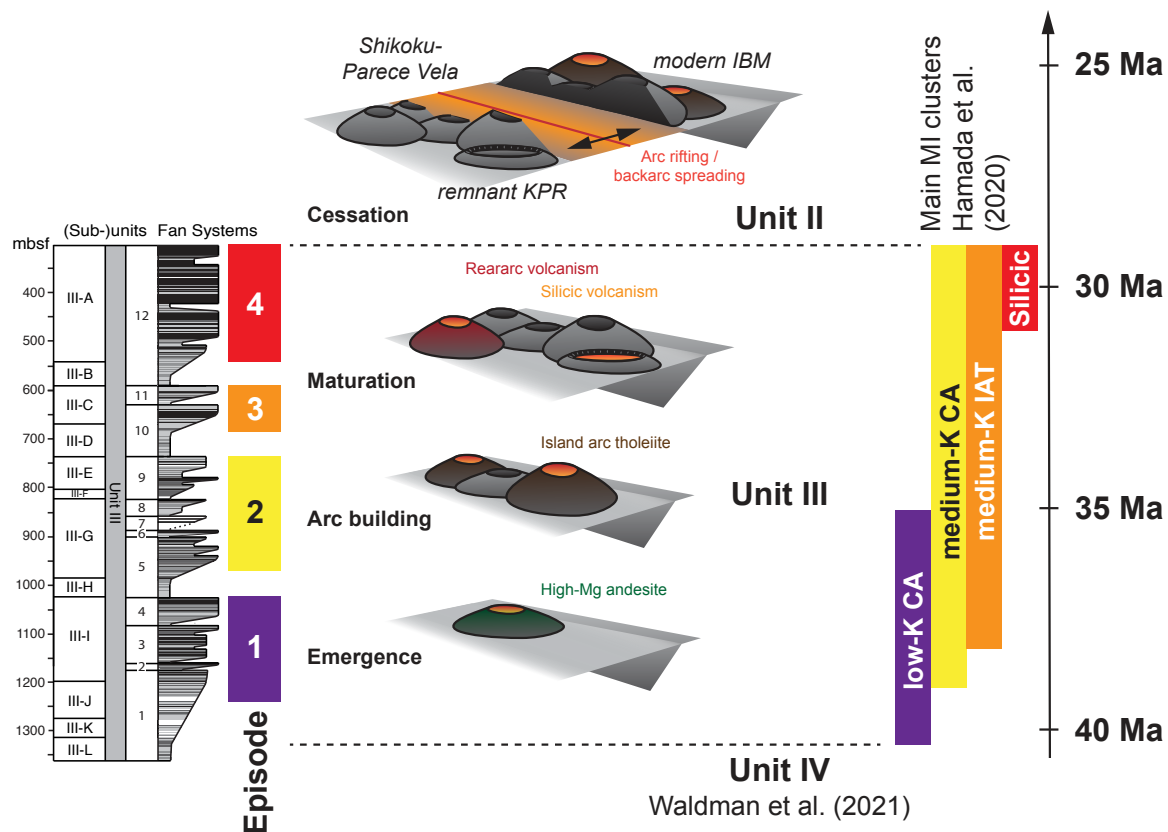 Shikoku-
Parece Vela
modern IBM
Arc rifting /
backarc spreading
remnant KPR
Cessation
Unit II
Main MI clusters
Hamada et al.
(2020)
25 Ma
30 Ma
35 Ma
40 Ma
(Sub-)units
Fan Systems
mbsf
400
500
600
700
800
900
1000
1100
1200
1300
III-A
III-B
III-C
III-D
III-E
III-F
III-G
III-H
III-I
III-J
III-K
III-L
Unit III
12
11
10
9
8
7
6
5
4
3
2
1
4
3
2
1
Episode
Reararc volcanism
Silicic volcanism
Maturation
Island arc tholeiite
Arc building
Unit III
High-Mg andesite
Emergence
low-K CA
medium-K CA
medium-K IAT
Silicic
Unit IV
Waldman et al. (2021)